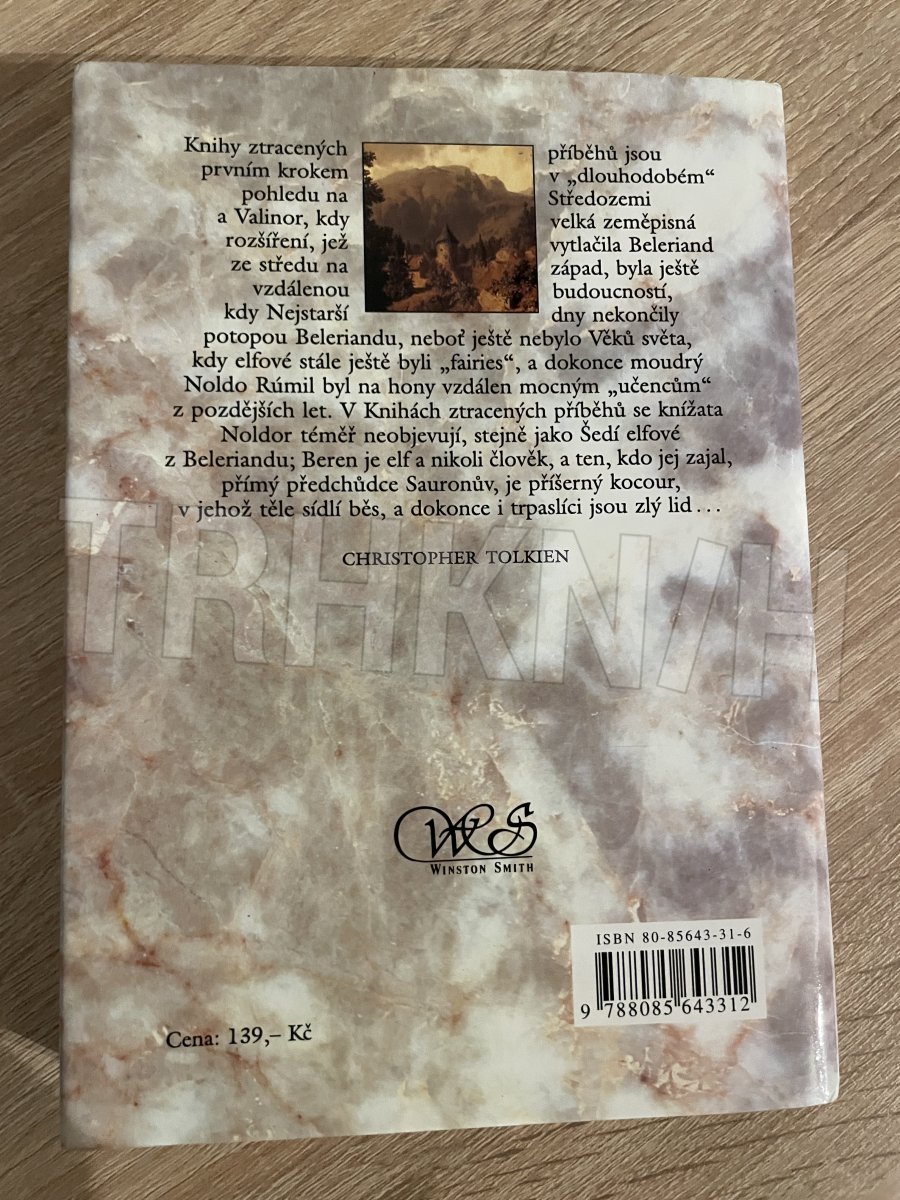 Knihy ztracených příběhů jsou
prvním krokem v „dlouhodobém“
pohledu na Středozemi
a Valinor, kdy velká zeměpisná
rozšíření, jež vytlačila Beleriand
ze středu na západ, byla ještě
vzdálenou budoucností,
kdy Nejstarší dny nekončily
potopou Beleriandu, neboť ještě nebylo Věků světa,
kdy elfové stále ještě byli „fairies“, a dokonce moudrý
Noldo Rúmil byl na hony vzdálen mocným „učencům“
z pozdějších let. V Knihách ztracených příběhů se knížata
Noldor téměř neobjevují, stejně jako Šedí elfové
z Beleriandu; Beren je elf a nikoli člověk, a ten, kdo jej zajal,
přímý předchůdce Sauronův, je příšerný kocour,
v jehož těle sídlí běs, a dokonce i trpaslíci jsou zlý lid...
CHRISTOPHER TOLKIEN
TRHKNIH
WS
WINSTON SMITH
ISBN 80-85643-31-6
9 788085 643312
Cena: 139,– Kč